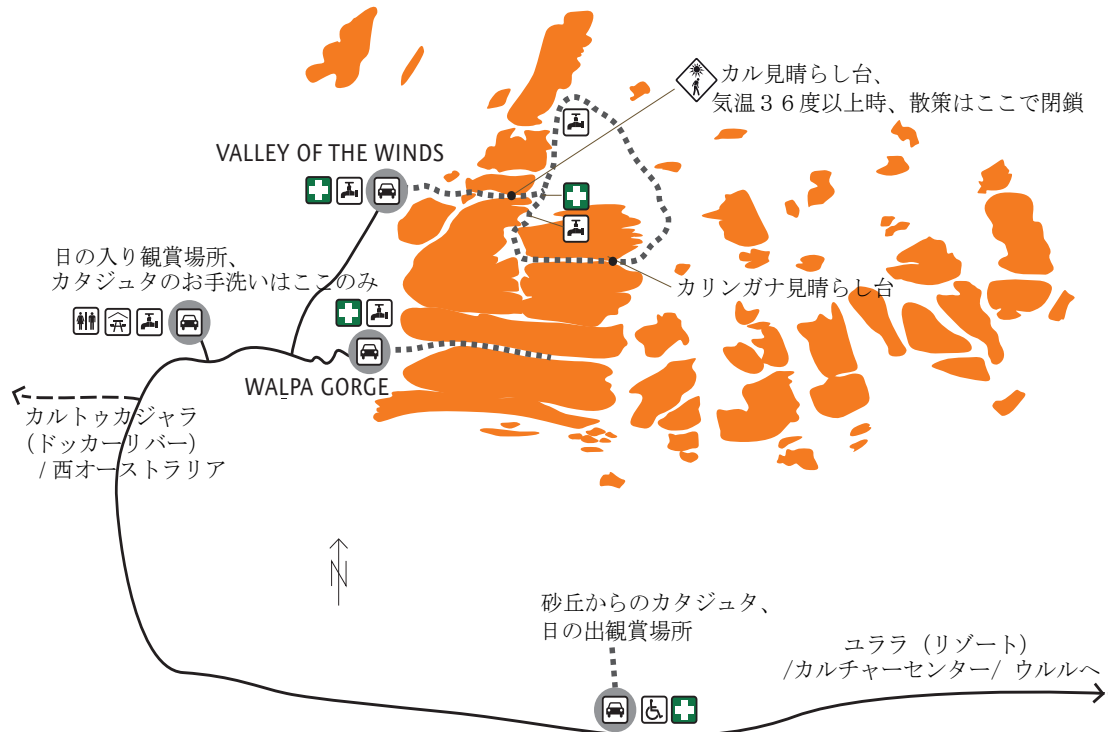 カル見晴らし台、
気温３６度以上時、散策はここで閉鎖
VALLEY OF THE WINDS
日の入り観賞場所、
カタジュタのお手洗いはここのみ
カリンガナ見晴らし台
WALPA GORGE
カルトゥカジャラ
（ドッカーリバー）
/ 西オーストラリア
N
砂丘からのカタジュタ、
日の出観賞場所
ユララ（リゾート）
/カルチャーセンター/ ウルルへ